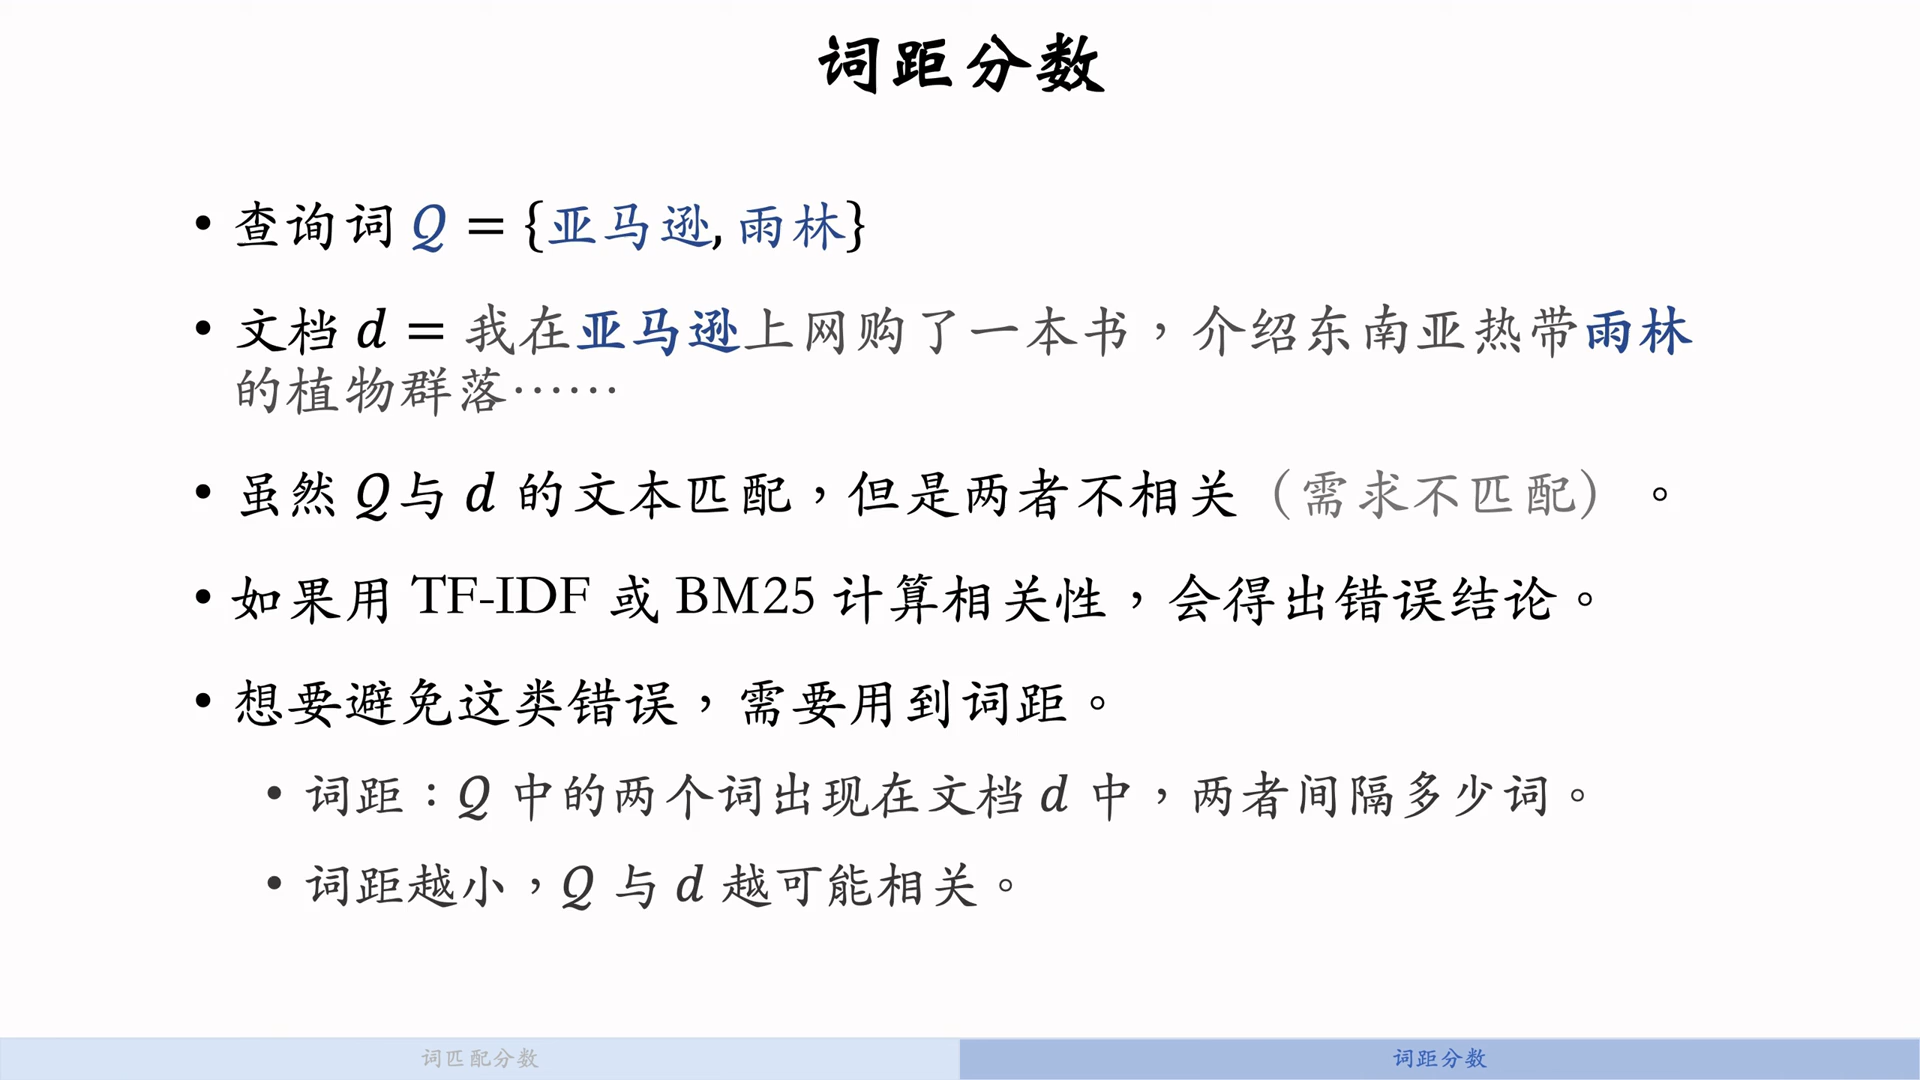 词距分数
• 查询词 Q = {亚马逊, 雨林}
• 文档 d = 我在亚马逊上网购了一本书，介绍东南亚热带雨林
的植物群落……
• 虽然 Q与 d 的文本匹配，但是两者不相关（需求不匹配）。
• 如果用 TF-IDF 或 BM25 计算相关性，会得出错误结论。
• 想要避免这类错误，需要用到词距。
• 词距：Q 中的两个词出现在文档 d 中，两者间隔多少词。
• 词距越小，Q 与 d 越可能相关。
词匹配分数
词距分数